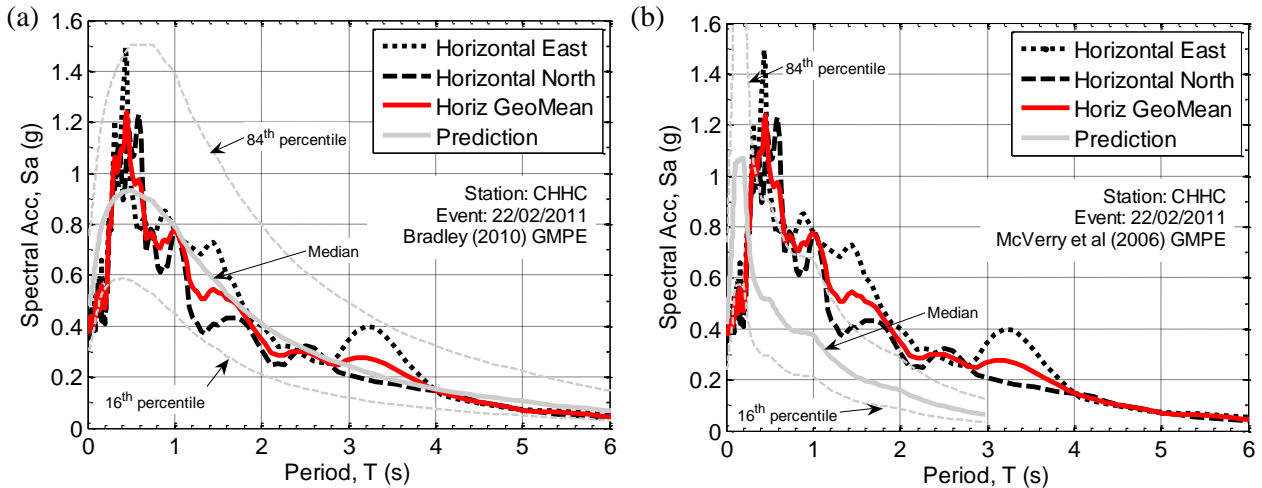 (a)
1.6
1.4
1.2
1
0.8
0.6
0.4
0.2
0
Spectral Acc, Sa (g)
Horizontal East
Horizontal North
Horiz GeoMean
Prediction
84th percentile
Station: CHHC
Event: 22/02/2011
Bradley (2010) GMPE
Median
16th percentile
0 1 2 3 4 5 6
Period, T (s)
(b)
1.6
1.4
1.2
1
0.8
0.6
0.4
0.2
0
Spectral Acc, Sa (g)
Horizontal East
Horizontal North
Horiz GeoMean
Prediction
84th percentile
Station: CHHC
Event: 22/02/2011
McVerry et al (2006) GMPE
Median
16th percentile
0 1 2 3 4 5 6
Period, T (s)